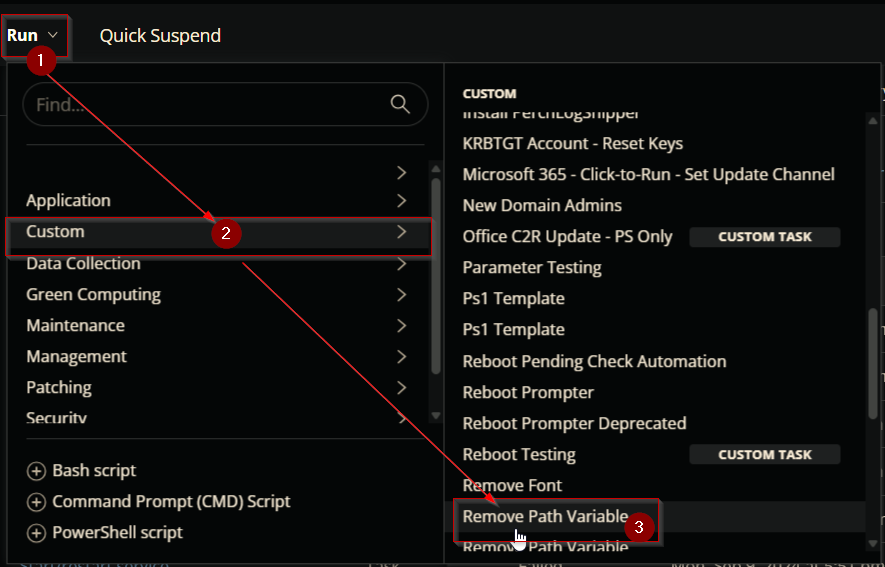 Run
Quick Suspend
1
Find...
Application
Custom
2
Data Collection
Green Computing
Maintenance
Management
Patching
Security
Bash script
Command Prompt (CMD) Script
PowerShell script
CUSTOM
Install PerchLogShipper
KRBTGT Account - Reset Keys
Microsoft 365 - Click-to-Run - Set Update Channel
New Domain Admins
Office C2R Update - PS Only CUSTOM TASK
Parameter Testing
Ps1 Template
Ps1 Template
Reboot Pending Check Automation
Reboot Prompter
Reboot Prompter Deprecated
Reboot Testing CUSTOM TASK
Remove Font
Remove Path Variable
3
Remove Path Variable